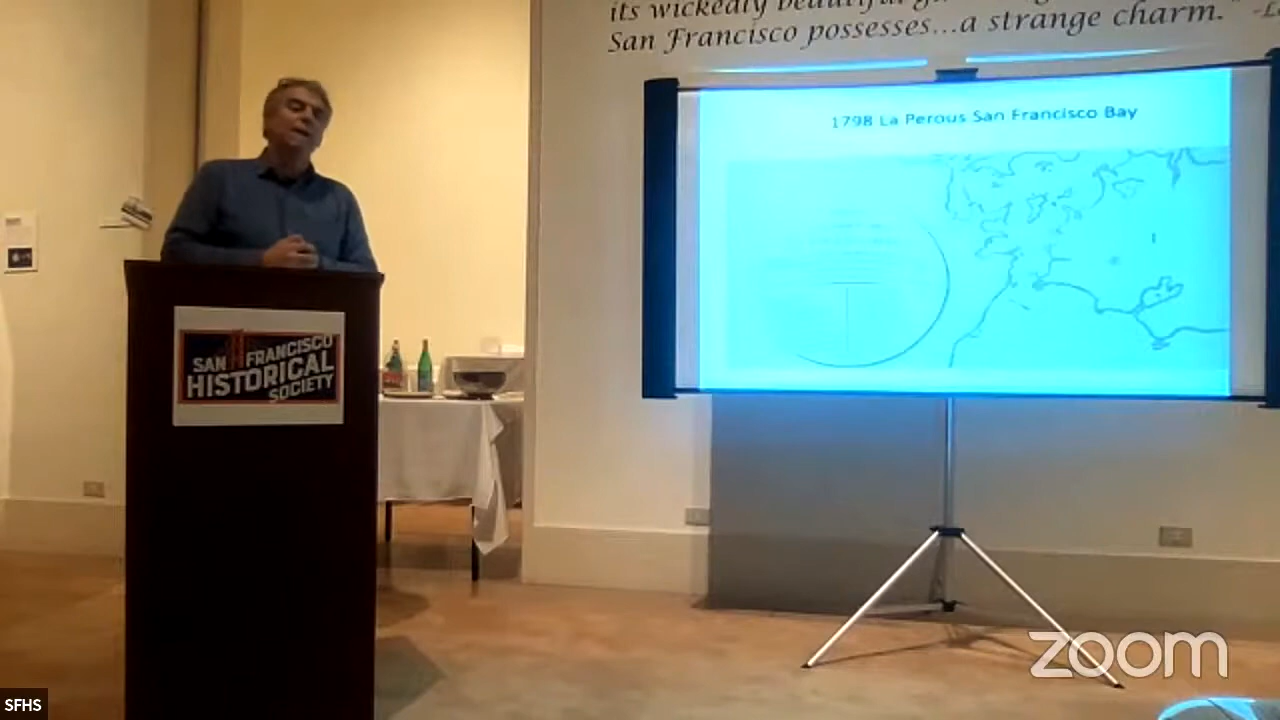 its wickedly beautiful
San Francisco possesses...a strange charm."
1798 La Perous San Francisco Bay
SAN FRANCISCO
HISTORICAL
SOCIETY
zoom
SFHS